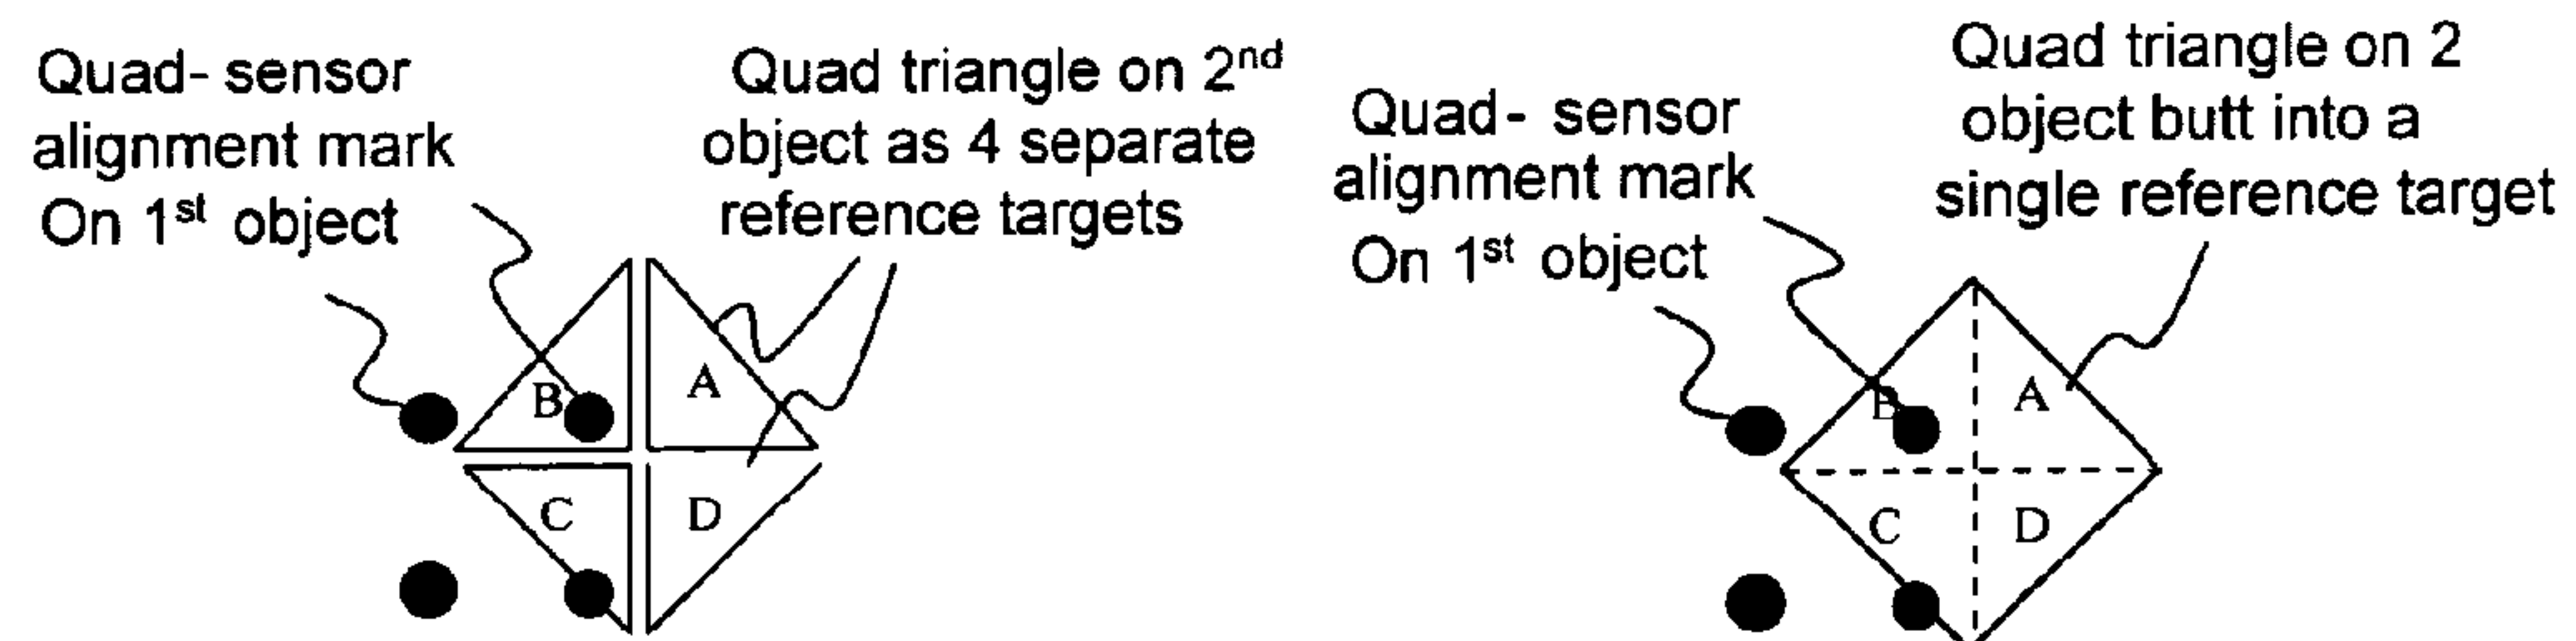 Quad- sensor
alignment mark
On 1st object
Quad triangle on 2nd
object as 4 separate
reference targets
B
A
C
D
Quad- sensor
alignment mark
On 1st object
Quad triangle on 2
object butt into a
single reference target
B
A
C
D